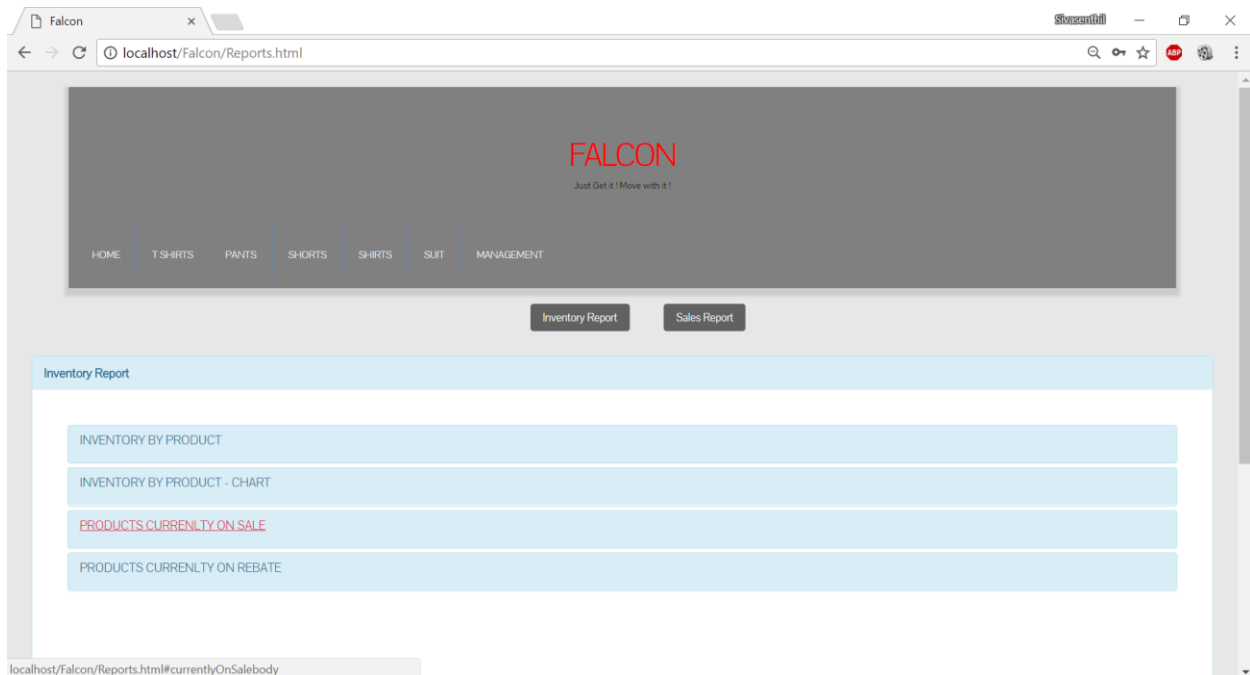 Falcon
Sivasenthil
localhost/Falcon/Reports.html
ABP
FALCON
Just Get it ! Move with it !
HOME T SHIRTS PANTS SHORTS SHIRTS SUIT MANAGEMENT
Inventory Report Sales Report
Inventory Report
INVENTORY BY PRODUCT
INVENTORY BY PRODUCT - CHART
PRODUCTS CURRENLTY ON SALE
PRODUCTS CURRENLTY ON REBATE
localhost/Falcon/Reports.html#currentlyOnSalebody